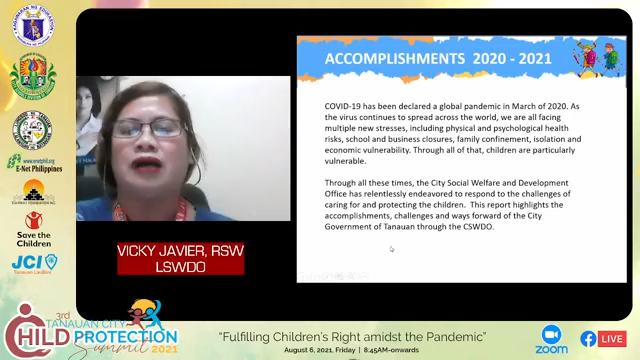 KAGAWARAN NG EDUKASYON
E-Net Philippines
Save the
Children
JCI
Tanauan LauBatin
ACCOMPLISHMENTS 2020 - 2021
COVID-19 has been declared a global pandemic in March of 2020. As
the virus continues to spread across the world, we are all facing
multiple new stresses, including physical and psychological health
risks, school and business closures, family confinement, isolation and
economic vulnerability. Through all of that, children are particularly
vulnerable.
Through all these times, the City Social Welfare and Development
Office has relentlessly endeavored to respond to the challenges of
caring for and protecting the children. This report highlights the
accomplishments, challenges and ways forward of the City
Government of Tanauan through the CSWDO.
VICKY JAVIER, RSW
LSWDO
3rd
TANAUAN CITY
CHILD PROTECTION
Summit 2021
“Fulfilling Children's Right amidst the Pandemic”
August 6, 2021, Friday | 8:45AM-onwards
zoom
LIVE